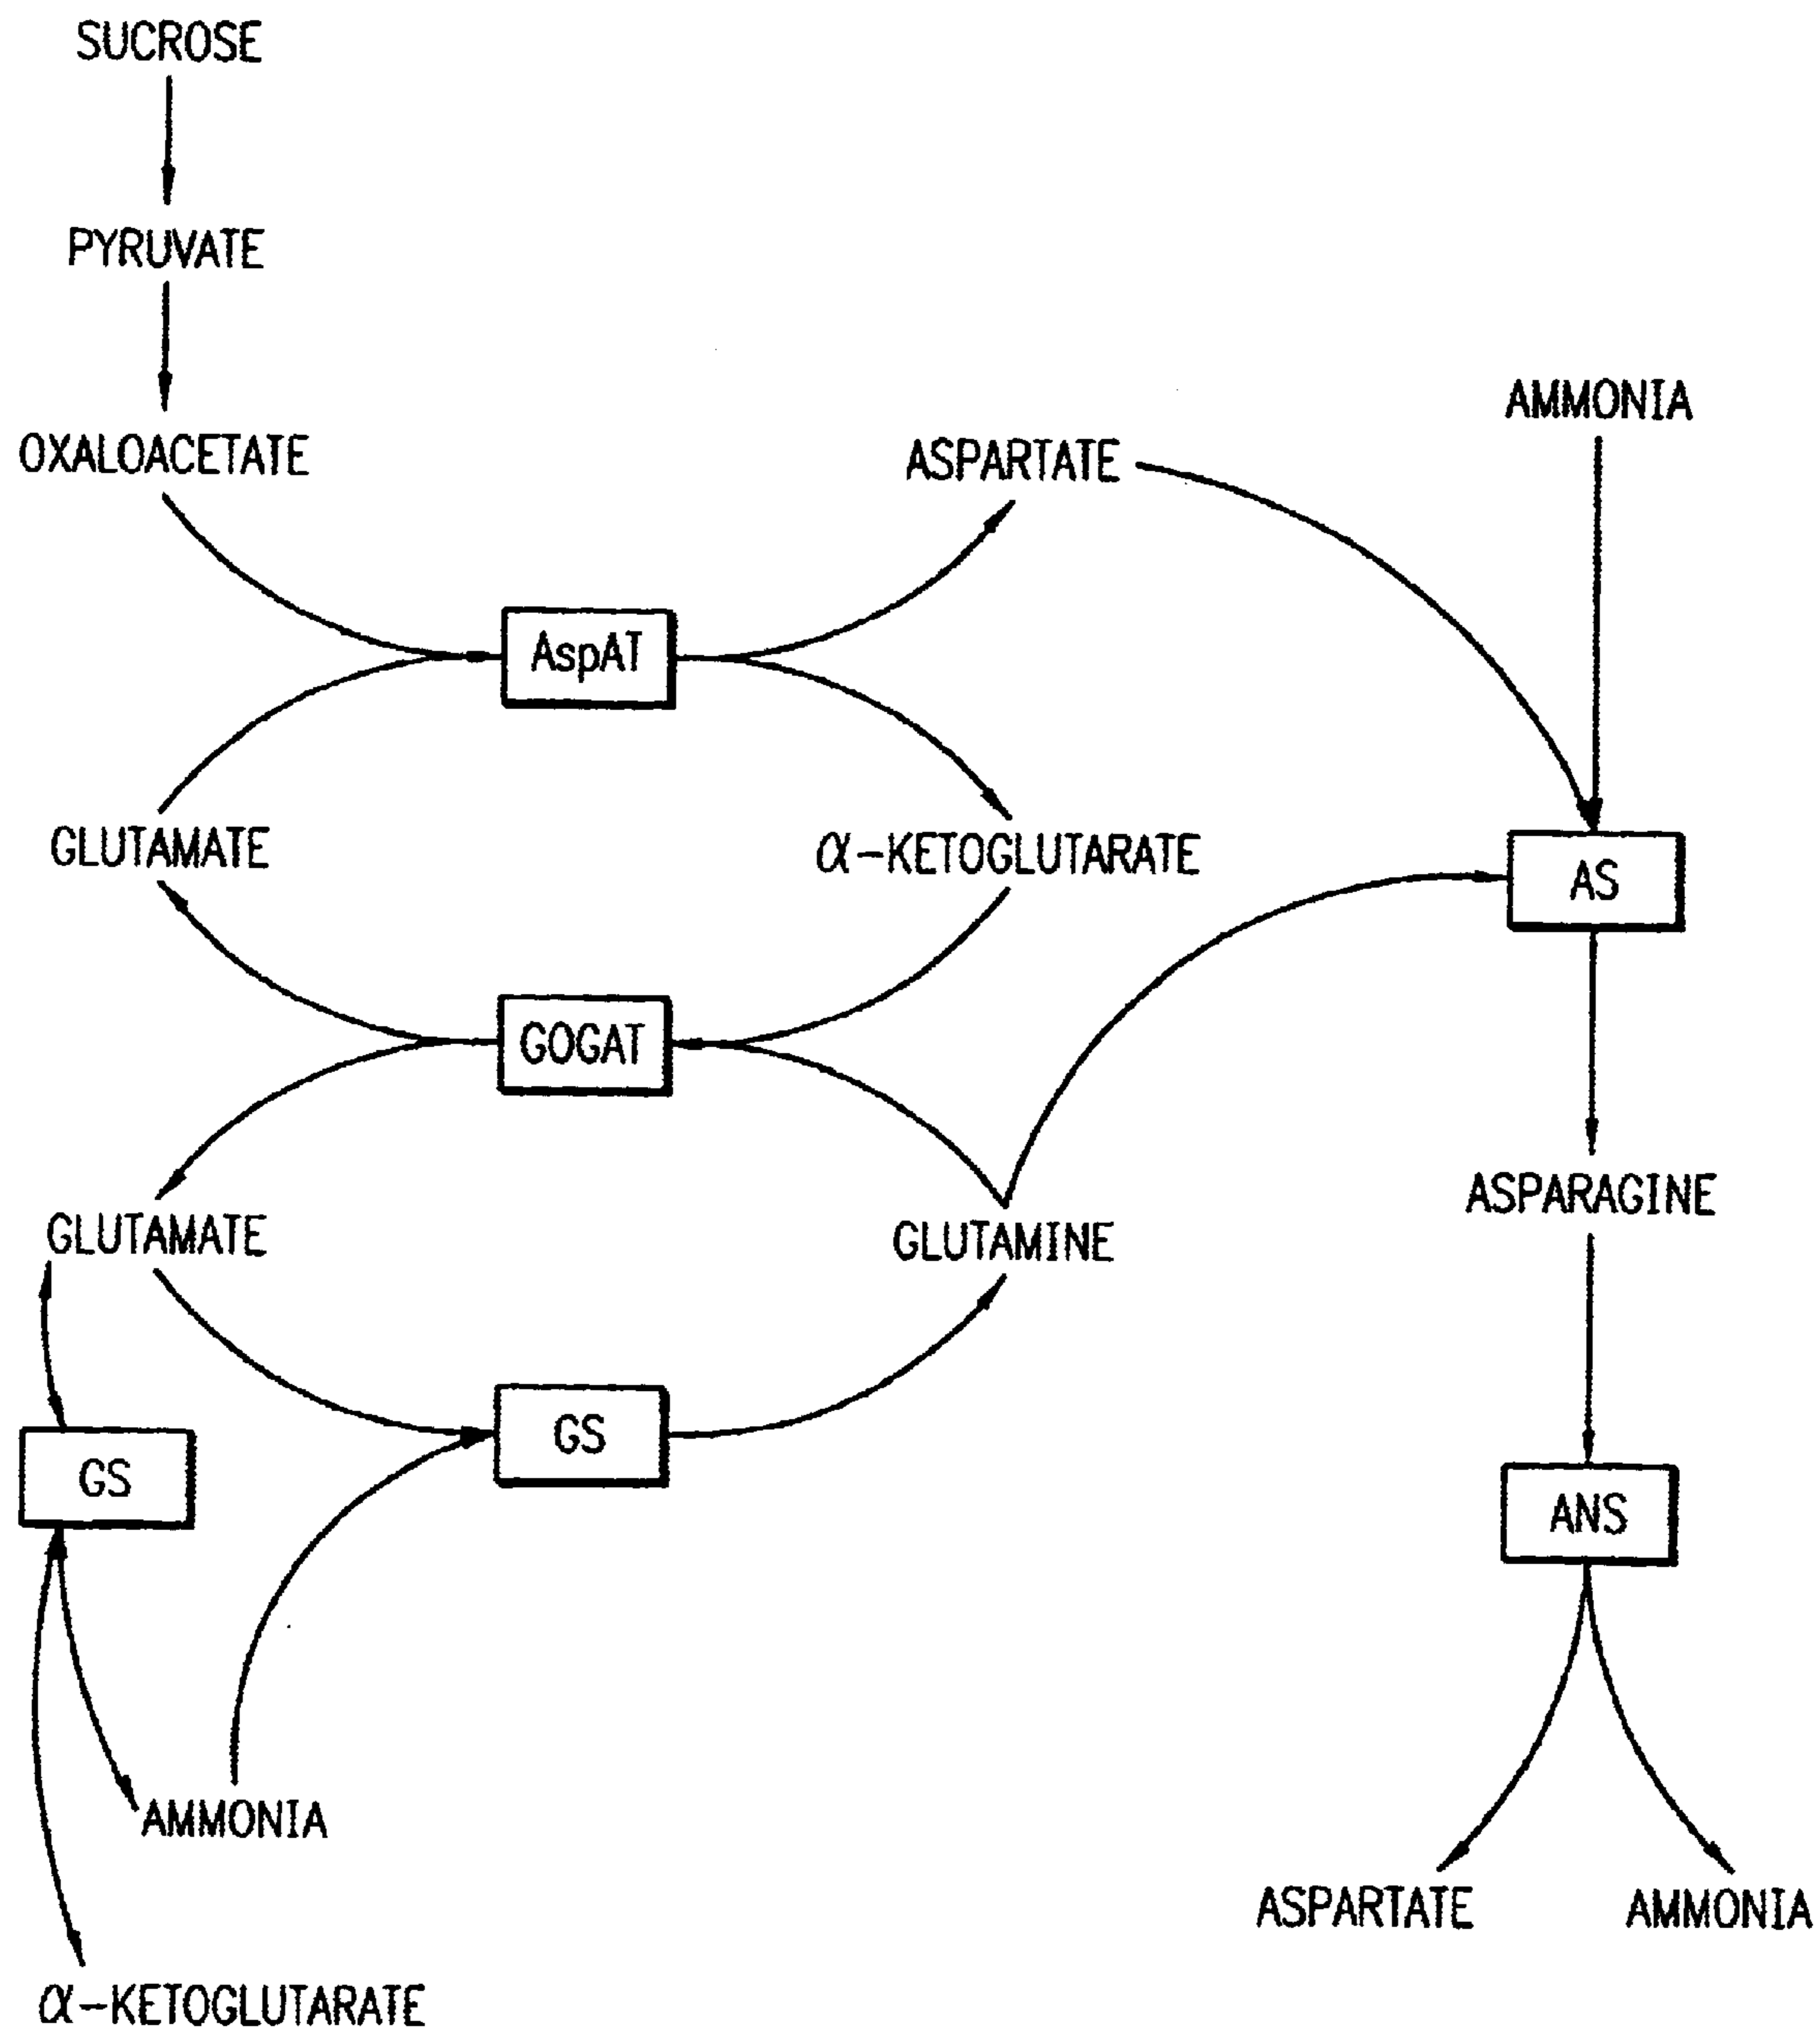 SUCROSE
PYRUVATE
OXALOACETATE
ASPARTATE
AMMONIA
AspAT
GLUTAMATE
α-KETOGLUTARATE
AS
GOGAT
ASPARAGINE
GLUTAMATE
GLUTAMINE
GS
GS
ANS
AMMONIA
ASPARTATE
AMMONIA
α-KETOGLUTARATE